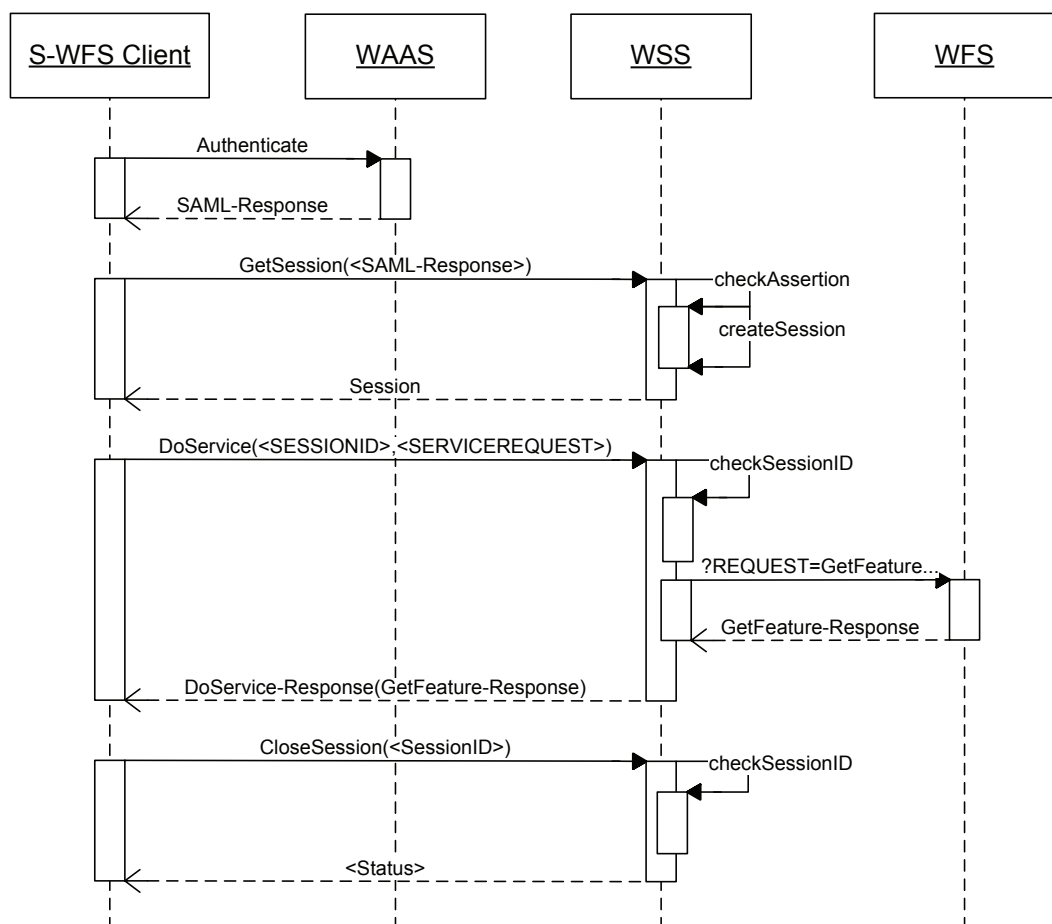 S-WFS Client
WAAS
WSS
WFS
Authenticate
SAML-Response
GetSession(<SAML-Response>)
checkAssertion
createSession
Session
DoService(<SESSIONID>,<SERVICEREQUEST>)
checkSessionID
?REQUEST=GetFeature...
GetFeature-Response
DoService-Response(GetFeature-Response)
CloseSession(<SessionID>)
checkSessionID
<Status>